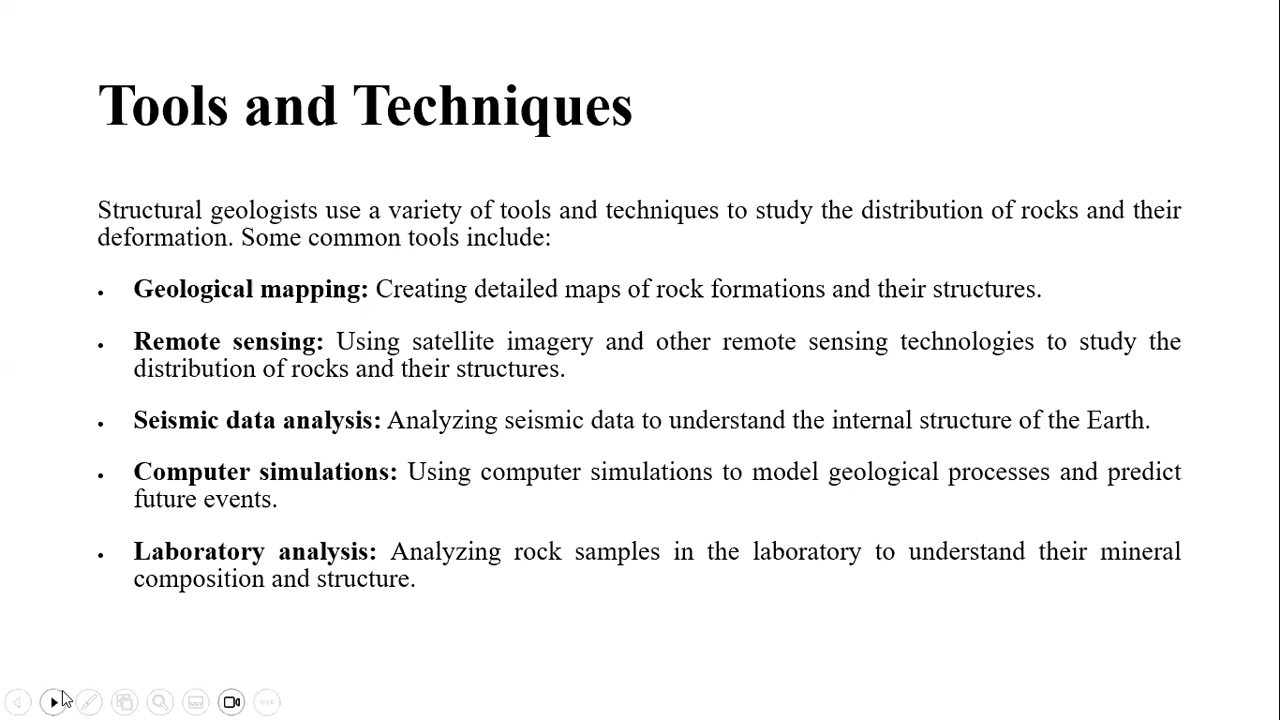 Tools and Techniques
Structural geologists use a variety of tools and techniques to study the distribution of rocks and their
deformation. Some common tools include:
• Geological mapping: Creating detailed maps of rock formations and their structures.
• Remote sensing: Using satellite imagery and other remote sensing technologies to study the
distribution of rocks and their structures.
• Seismic data analysis: Analyzing seismic data to understand the internal structure of the Earth.
• Computer simulations: Using computer simulations to model geological processes and predict
future events.
• Laboratory analysis: Analyzing rock samples in the laboratory to understand their mineral
composition and structure.